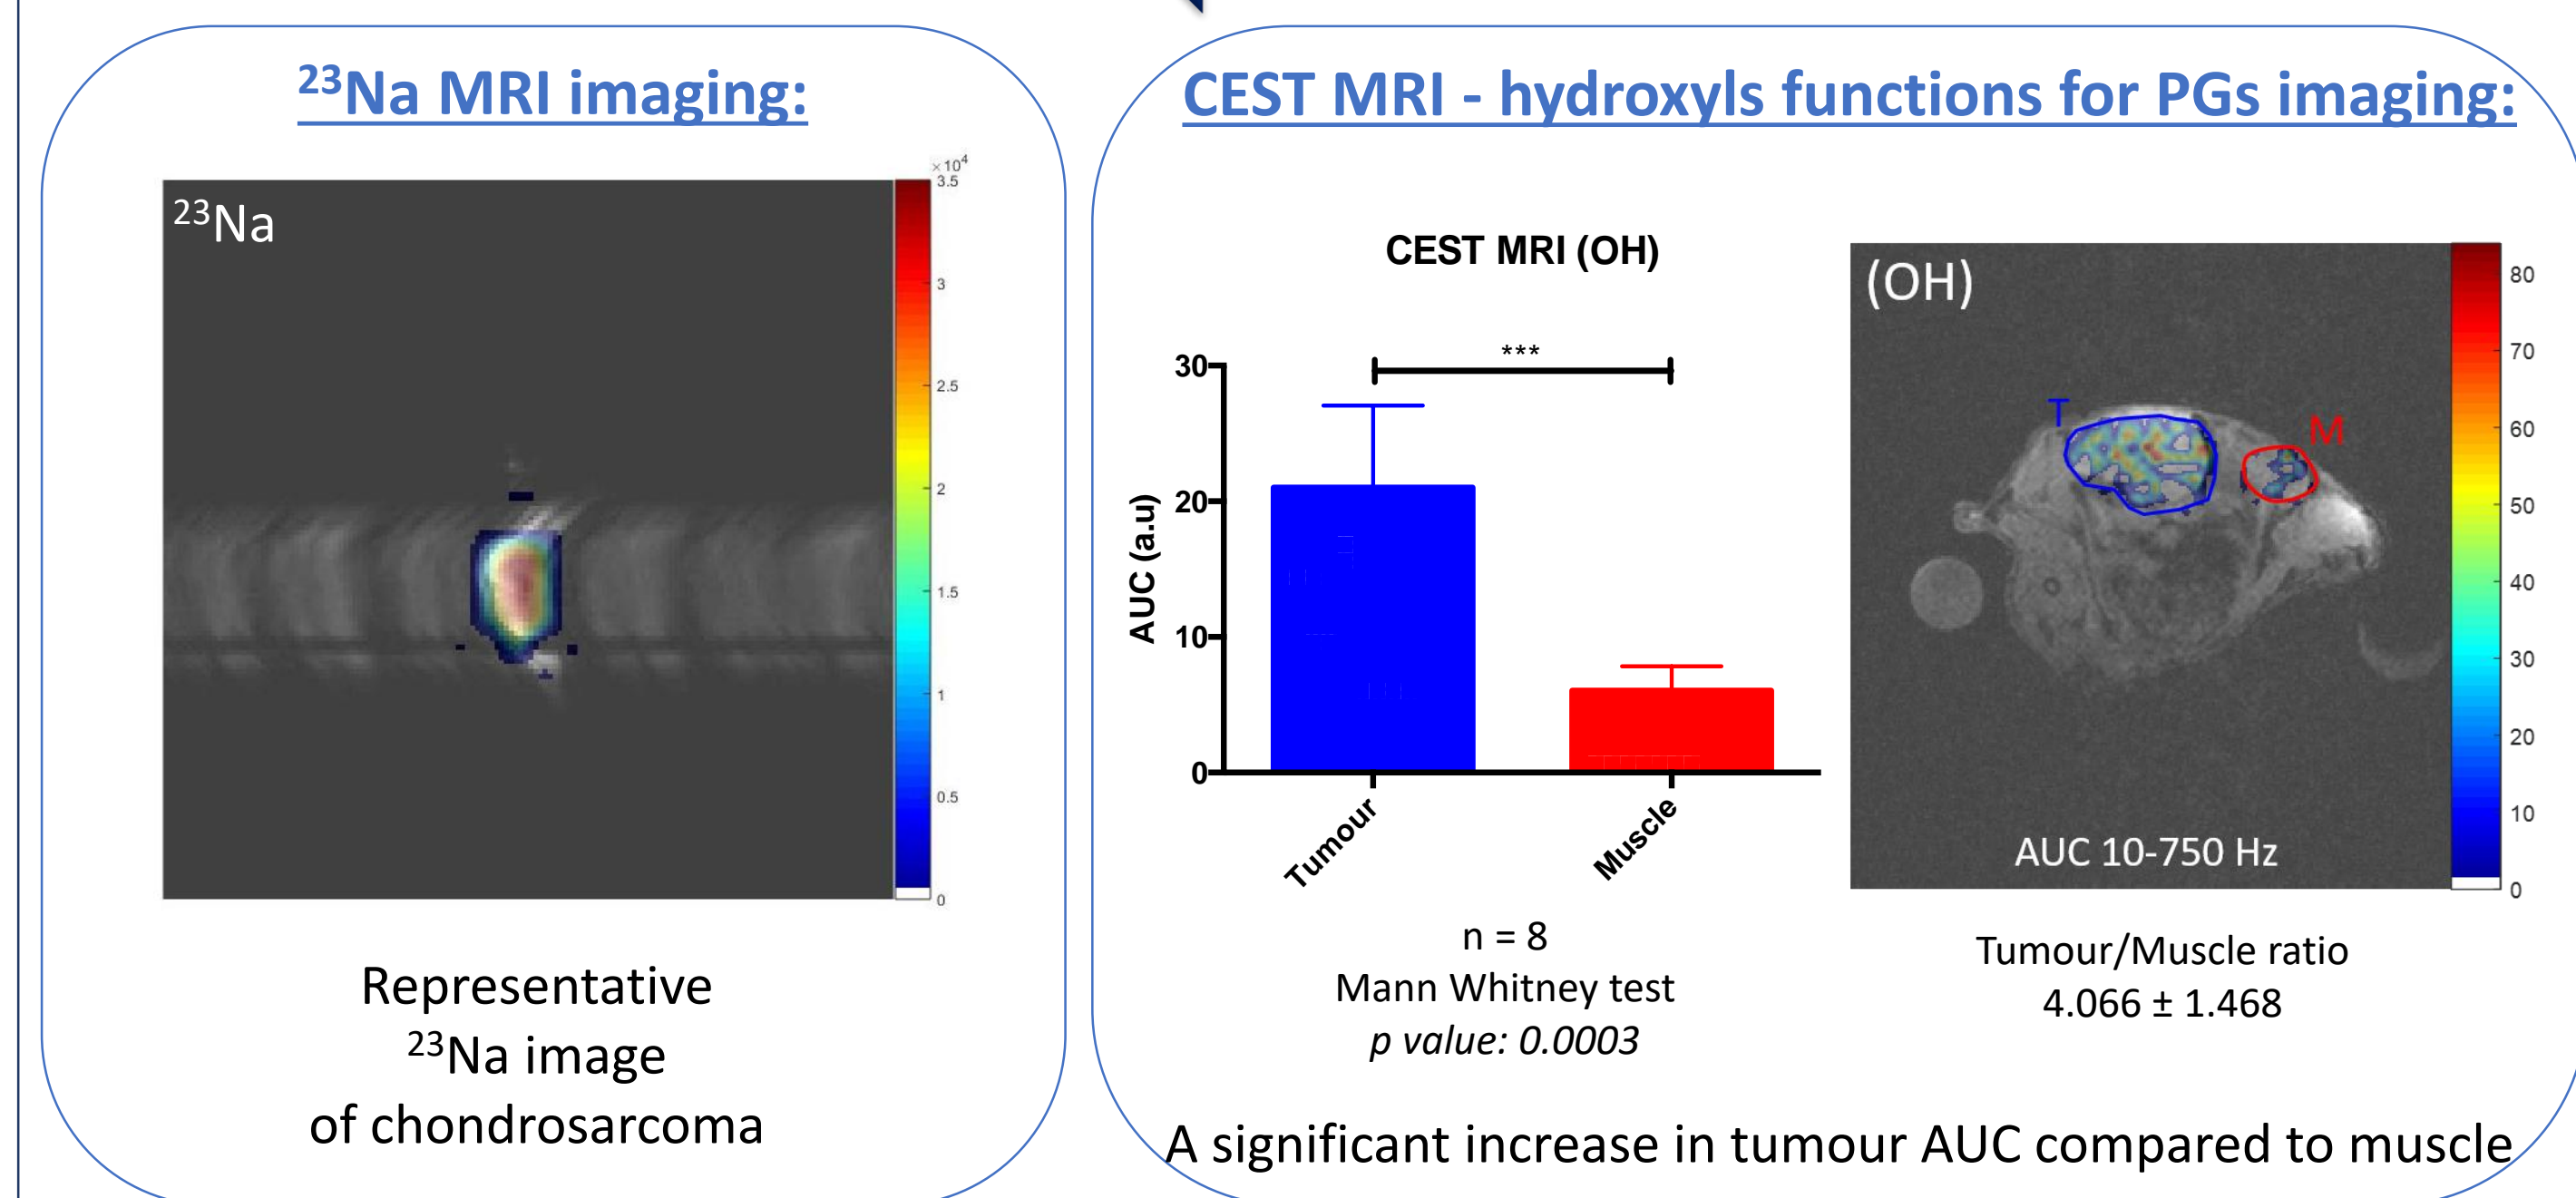 ²³Na MRI imaging:
²³Na
×10⁴
3.5
3
2.5
2
1.5
1
0.5
0
Representative
²³Na image
of chondrosarcoma
CEST MRI - hydroxyls functions for PGs imaging:
CEST MRI (OH)
***
30
20
10
0
AUC (a.u)
Tumour
Muscle
n = 8
Mann Whitney test
p value: 0.0003
(OH)
T
M
AUC 10-750 Hz
80
70
60
50
40
30
20
10
0
Tumour/Muscle ratio
4.066 ± 1.468
A significant increase in tumour AUC compared to muscle